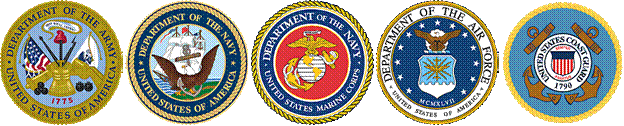 DEPARTMENT OF THE ARMY
1775
UNITED STATES OF AMERICA
DEPARTMENT OF THE NAVY
UNITED STATES OF AMERICA
DEPARTMENT OF THE NAVY
UNITED STATES MARINE CORPS
DEPARTMENT OF THE AIR FORCE
MCMXLVII
UNITED STATES OF AMERICA
UNITED STATES COAST GUARD
1790